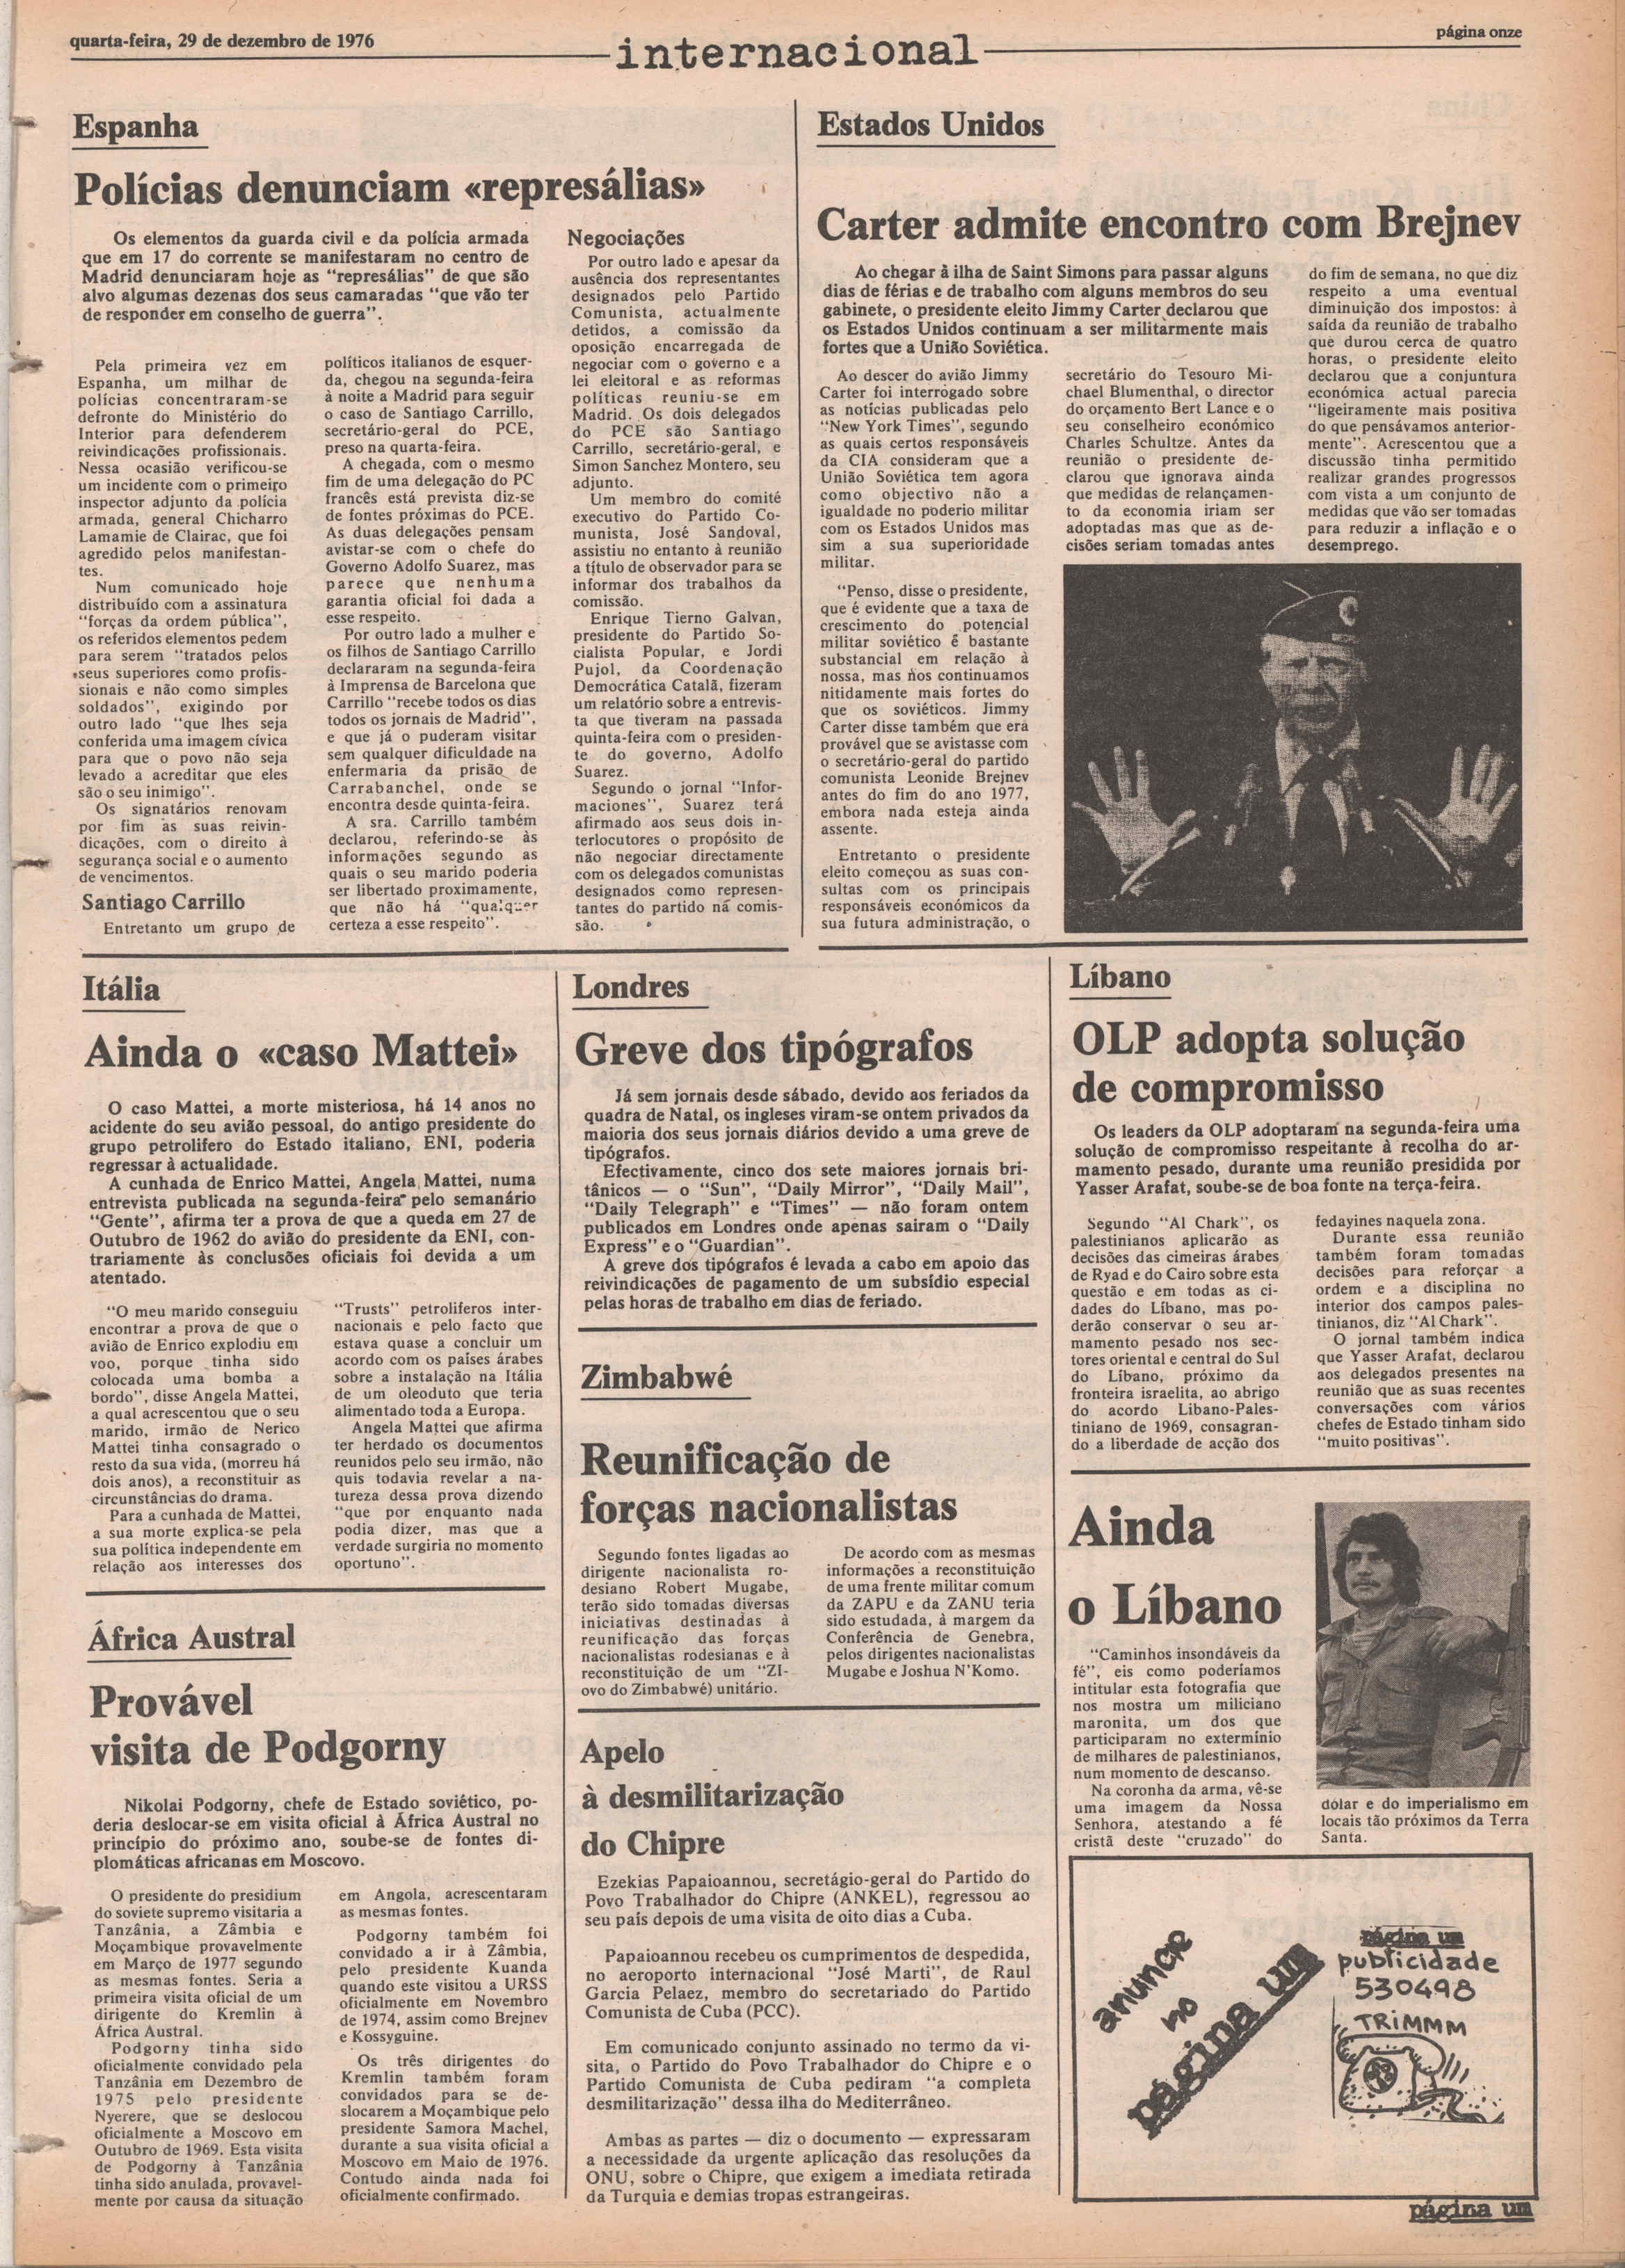 quarta-feira, 29 de dezembro de 1976
internacional
página onze
Espanha
Polícias denunciam «represálias»
Os elementos da guarda civil e da polícia armada
que em 17 do corrente se manifestaram no centro de
Madrid denunciaram hoje as "represálias" de que são
alvo algumas dezenas dos seus camaradas "que vão ter
de responder em conselho de guerra".
Pela primeira vez em
Espanha, um milhar de
polícias concentraram-se
defronte do Ministério do
Interior para defenderem
reivindicações profissionais.
Nessa ocasião verificou-se
um incidente com o primeiro
inspector adjunto da polícia
armada, general Chicharro
Lamamie de Clairac, que foi
agredido pelos manifestan-
tes.
Num comunicado hoje
distribuído com a assinatura
"forças da ordem pública",
os referidos elementos pedem
para serem "tratados pelos
seus superiores como profis-
sionais e não como simples
soldados", exigindo por
outro lado "que lhes seja
conferida uma imagem cívica
para que o povo não seja
levado a acreditar que eles
são o seu inimigo".
Os signatários renovam
por fim as suas reivin-
dicações, com o direito à
segurança social e o aumento
de vencimentos.
Santiago Carrillo
Entretanto um grupo de
políticos italianos de esquer-
da, chegou na segunda-feira
à noite a Madrid para seguir
o caso de Santiago Carrillo,
secretário-geral do PCE,
preso na quarta-feira.
A chegada, com o mesmo
fim de uma delegação do PC
francês está prevista diz-se
de fontes próximas do PCE.
As duas delegações pensam
avistar-se com o chefe do
Governo Adolfo Suarez, mas
parece que nenhuma
garantia oficial foi dada a
esse respeito.
Por outro lado a mulher e
os filhos de Santiago Carrillo
declararam na segunda-feira
à Imprensa de Barcelona que
Carrillo "recebe todos os dias
todos os jornais de Madrid",
e que já o puderam visitar
sem qualquer dificuldade na
enfermaria da prisão de
Carrabanchel, onde se
encontra desde quinta-feira.
A sra. Carrillo também
declarou, referindo-se às
informações segundo as
quais o seu marido poderia
ser libertado proximamente,
que não há "qualquer
certeza a esse respeito".
Negociações
Por outro lado e apesar da
ausência dos representantes
designados pelo Partido
Comunista, actualmente
detidos, a comissão da
oposição encarregada de
negociar com o governo e a
lei eleitoral e as reformas
políticas reuniu-se em
Madrid. Os dois delegados
do PCE são Santiago
Carrillo, secretário-geral, e
Simon Sanchez Montero, seu
adjunto.
Um membro do comité
executivo do Partido Co-
munista, José Sandoval,
assistiu no entanto à reunião
a título de observador para se
informar dos trabalhos da
comissão.
Enrique Tierno Galvan,
presidente do Partido So-
cialista Popular, e Jordi
Pujol, da Coordenação
Democrática Catalã, fizeram
um relatório sobre a entrevis-
ta que tiveram na passada
quinta-feira com o presiden-
te do governo, Adolfo
Suarez.
Segundo o jornal "Infor-
maciones", Suarez terá
afirmado aos seus dois in-
terlocutores o propósito de
não negociar directamente
com os delegados comunistas
designados como represen-
tantes do partido na comis-
são.
Estados Unidos
Carter admite encontro com Brejnev
Ao chegar à ilha de Saint Simons para passar alguns
dias de férias e de trabalho com alguns membros do seu
gabinete, o presidente eleito Jimmy Carter declarou que
os Estados Unidos continuam a ser militarmente mais
fortes que a União Soviética.
Ao descer do avião Jimmy
Carter foi interrogado sobre
as notícias publicadas pelo
"New York Times", segundo
as quais certos responsáveis
da CIA consideram que a
União Soviética tem agora
como objectivo não a
igualdade no poderio militar
com os Estados Unidos mas
sim a sua superioridade
militar.
"Penso, disse o presidente,
que é evidente que a taxa de
crescimento do potencial
militar soviético é bastante
substancial em relação à
nossa, mas nos continuamos
nitidamente mais fortes do
que os soviéticos. Jimmy
Carter disse também que era
provável que se avistasse com
o secretário-geral do partido
comunista Leonide Brejnev
antes do fim do ano 1977,
embora nada esteja ainda
assente.
Entretanto o presidente
eleito começou as suas con-
sultas com os principais
responsáveis económicos da
sua futura administração, o
secretário do Tesouro Mi-
chael Blumenthal, o director
do orçamento Bert Lance e o
seu conselheiro económico
Charles Schultze. Antes da
reunião o presidente de-
clarou que ignorava ainda
que medidas de relançamen-
to da economia iriam ser
adoptadas mas que as de-
cisões seriam tomadas antes
do fim de semana, no que diz
respeito a uma eventual
diminuição dos impostos: à
saída da reunião de trabalho
que durou cerca de quatro
horas, o presidente eleito
declarou que a conjuntura
económica actual parecia
"ligeiramente mais positiva
do que pensávamos anterior-
mente". Acrescentou que a
discussão tinha permitido
realizar grandes progressos
com vista a um conjunto de
medidas que vão ser tomadas
para reduzir a inflação e o
desemprego.
Itália
Ainda o «caso Mattei»
O caso Mattei, a morte misteriosa, há 14 anos no
acidente do seu avião pessoal, do antigo presidente do
grupo petrolifero do Estado italiano, ENI, poderia
regressar à actualidade.
A cunhada de Enrico Mattei, Angela Mattei, numa
entrevista publicada na segunda-feira pelo semanário
"Gente", afirma ter a prova de que a queda em 27 de
Outubro de 1962 do avião do presidente da ENI, con-
trariamente às conclusões oficiais foi devida a um
atentado.
"O meu marido conseguiu
encontrar a prova de que o
avião de Enrico explodiu em
voo, porque tinha sido
colocada uma bomba a
bordo", disse Angela Mattei,
a qual acrescentou que o seu
marido, irmão de Nerico
Mattei tinha consagrado o
resto da sua vida, (morreu há
dois anos), a reconstituir as
circunstâncias do drama.
Para a cunhada de Mattei,
a sua morte explica-se pela
sua política independente em
relação aos interesses dos
"Trusts" petroliferos inter-
nacionais e pelo facto que
estava quase a concluir um
acordo com os países árabes
sobre a instalação na Itália
de um oleoduto que teria
alimentado toda a Europa.
Angela Mattei que afirma
ter herdado os documentos
reunidos pelo seu irmão, não
quis todavia revelar a na-
tureza dessa prova dizendo
"que por enquanto nada
podia dizer, mas que a
verdade surgiria no momento
oportuno".
África Austral
Provável
visita de Podgorny
Nikolai Podgorny, chefe de Estado soviético, po-
deria deslocar-se em visita oficial à África Austral no
princípio do próximo ano, soube-se de fontes di-
plomáticas africanas em Moscovo.
O presidente do presidium
do soviete supremo visitaria a
Tanzânia, a Zâmbia e
Moçambique provavelmente
em Março de 1977 segundo
as mesmas fontes. Seria a
primeira visita oficial de um
dirigente do Kremlin à
África Austral.
Podgorny tinha sido
oficialmente convidado pela
Tanzânia em Dezembro de
1975 pelo presidente
Nyerere, que se deslocou
oficialmente a Moscovo em
Outubro de 1969. Esta visita
de Podgorny à Tanzânia
tinha sido anulada, provavel-
mente por causa da situação
em Angola, acrescentaram
as mesmas fontes.
Podgorny também foi
convidado a ir à Zâmbia,
pelo presidente Kuanda
quando este visitou a URSS
oficialmente em Novembro
de 1974, assim como Brejnev
e Kossyguine.
Os três dirigentes do
Kremlin também foram
convidados para se de-
slocarem a Moçambique pelo
presidente Samora Machel,
durante a sua visita oficial a
Moscovo em Maio de 1976.
Contudo ainda nada foi
oficialmente confirmado.
Londres
Greve dos tipógrafos
Já sem jornais desde sábado, devido aos feriados da
quadra de Natal, os ingleses viram-se ontem privados da
maioria dos seus jornais diários devido a uma greve de
tipógrafos.
Efectivamente, cinco dos sete maiores jornais bri-
tânicos — o "Sun", "Daily Mirror", "Daily Mail",
"Daily Telegraph" e "Times" — não foram ontem
publicados em Londres onde apenas sairam o "Daily
Express" e o "Guardian".
A greve dos tipógrafos é levada a cabo em apoio das
reivindicações de pagamento de um subsídio especial
pelas horas de trabalho em dias de feriado.
Zimbabwé
Reunificação de
forças nacionalistas
Segundo fontes ligadas ao
dirigente nacionalista ro-
desiano Robert Mugabe,
terão sido tomadas diversas
iniciativas destinadas à
reunificação das forças
nacionalistas rodesianas e à
reconstituição de um "ZI-
ovo do Zimbabwé) unitário.
De acordo com as mesmas
informações a reconstituição
de uma frente militar comum
da ZAPU e da ZANU teria
sido estudada, à margem da
Conferência de Genebra,
pelos dirigentes nacionalistas
Mugabe e Joshua N'Komo.
Apelo
à desmilitarização
do Chipre
Ezekias Papaioannou, secretágio-geral do Partido do
Povo Trabalhador do Chipre (ANKEL), regressou ao
seu país depois de uma visita de oito dias a Cuba.
Papaioannou recebeu os cumprimentos de despedida,
no aeroporto internacional "José Marti", de Raul
Garcia Pelaez, membro do secretariado do Partido
Comunista de Cuba (PCC).
Em comunicado conjunto assinado no termo da vi-
sita, o Partido do Povo Trabalhador do Chipre e o
Partido Comunista de Cuba pediram "a completa
desmilitarização" dessa ilha do Mediterrâneo.
Ambas as partes — diz o documento — expressaram
a necessidade da urgente aplicação das resoluções da
ONU, sobre o Chipre, que exigem a imediata retirada
da Turquia e demias tropas estrangeiras.
Líbano
OLP adopta solução
de compromisso
Os leaders da OLP adoptaram na segunda-feira uma
solução de compromisso respeitante à recolha do ar-
mamento pesado, durante uma reunião presidida por
Yasser Arafat, soube-se de boa fonte na terça-feira.
Segundo "Al Chark", os
palestinianos aplicarão as
decisões das cimeiras árabes
de Ryad e do Cairo sobre esta
questão e em todas as ci-
dades do Líbano, mas po-
derão conservar o seu ar-
mamento pesado nos sec-
tores oriental e central do Sul
do Líbano, próximo da
fronteira israelita, ao abrigo
do acordo Libano-Pales-
tiniano de 1969, consagran-
do a liberdade de acção dos
fedayines naquela zona.
Durante essa reunião
também foram tomadas
decisões para reforçar a
ordem e a disciplina no
interior dos campos pales-
tinianos, diz "Al Chark".
O jornal também indica
que Yasser Arafat, declarou
aos delegados presentes na
reunião que as suas recentes
conversações com vários
chefes de Estado tinham sido
"muito positivas".
Ainda
o Líbano
"Caminhos insondáveis da
fé", eis como poderíamos
intitular esta fotografia que
nos mostra um miliciano
maronita, um dos que
participaram no extermínio
de milhares de palestinianos,
num momento de descanso.
Na coronha da arma, vê-se
uma imagem da Nossa
Senhora, atestando a fé
cristã deste "cruzado" do
dólar e do imperialismo em
locais tão próximos da Terra
Santa.
anuncie
no
página um
página um
publicidade
530498
TRIMMM
página um